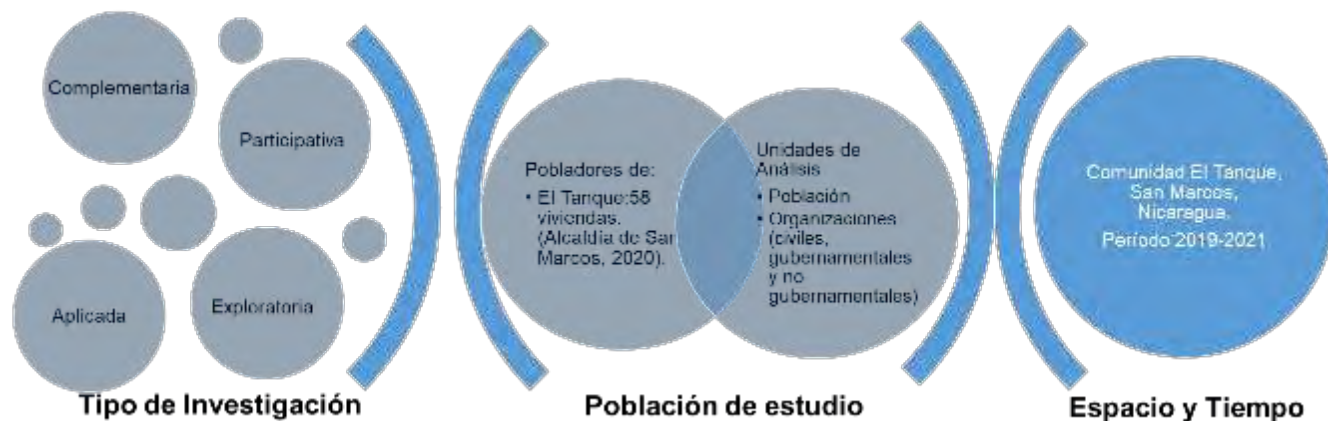 Complementaria
Participativa
Aplicada
Exploratoria
Tipo de Investigación
Pobladores de:
• El Tanque:58
viviendas.
(Alcaldía de San
Marcos, 2020).
Unidades de
Análisis
• Población
• Organizaciones
(civiles,
gubernamentales
y no
gubernamentales)
Población de estudio
Comunidad El Tanque,
San Marcos,
Nicaragua.
Período 2019-2021
Espacio y Tiempo